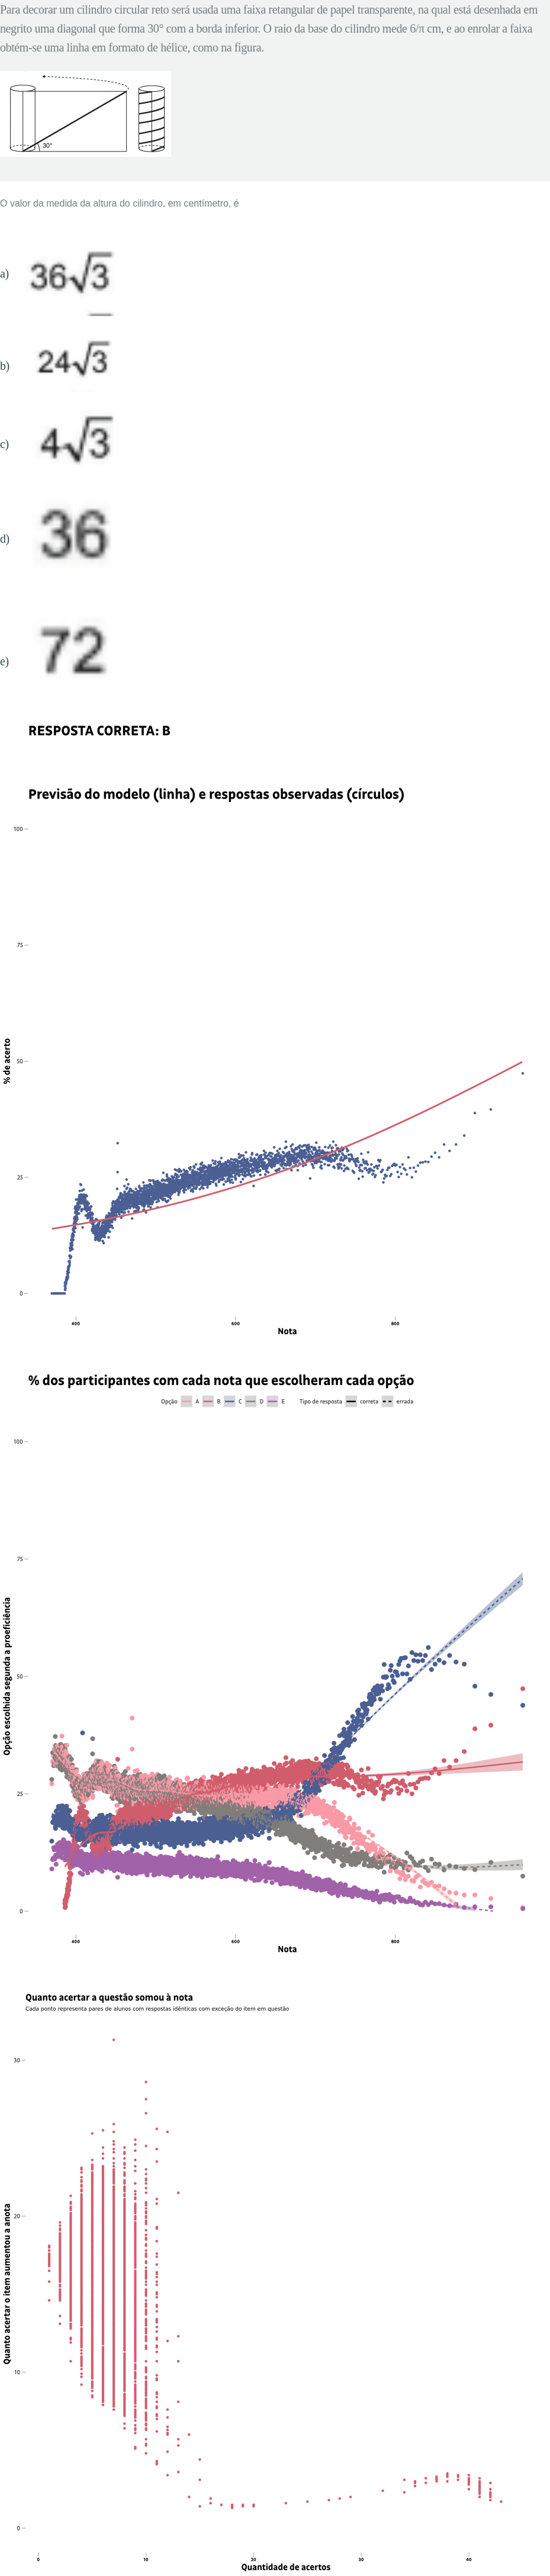 Para decorar um cilindro circular reto será usada uma faixa retangular de papel transparente, na qual está desenhada em
negrito uma diagonal que forma 30° com a borda inferior. O raio da base do cilindro mede 6/π cm, e ao enrolar a faixa
obtém-se uma linha em formato de hélice, como na figura.
30°
O valor da medida da altura do cilindro, em centímetro, é
a) 36√3
b) 24√3
c) 4√3
d) 36
e) 72
RESPOSTA CORRETA: B
Previsão do modelo (linha) e respostas observadas (círculos)
100
75
50
25
0
% de acerto
400 600 800
Nota
% dos participantes com cada nota que escolheram cada opção
Opção A B C D E Tipo de resposta correta errada
100
75
50
25
0
Opção escolhida segundo a proeficiência
400 600 800
Nota
Quanto acertar a questão somou à nota
Cada ponto representa pares de alunos com respostas idênticas com exceção do item em questão
30
20
10
0
Quanto acertar o item aumentou a anota
0 10 20 30 40
Quantidade de acertos